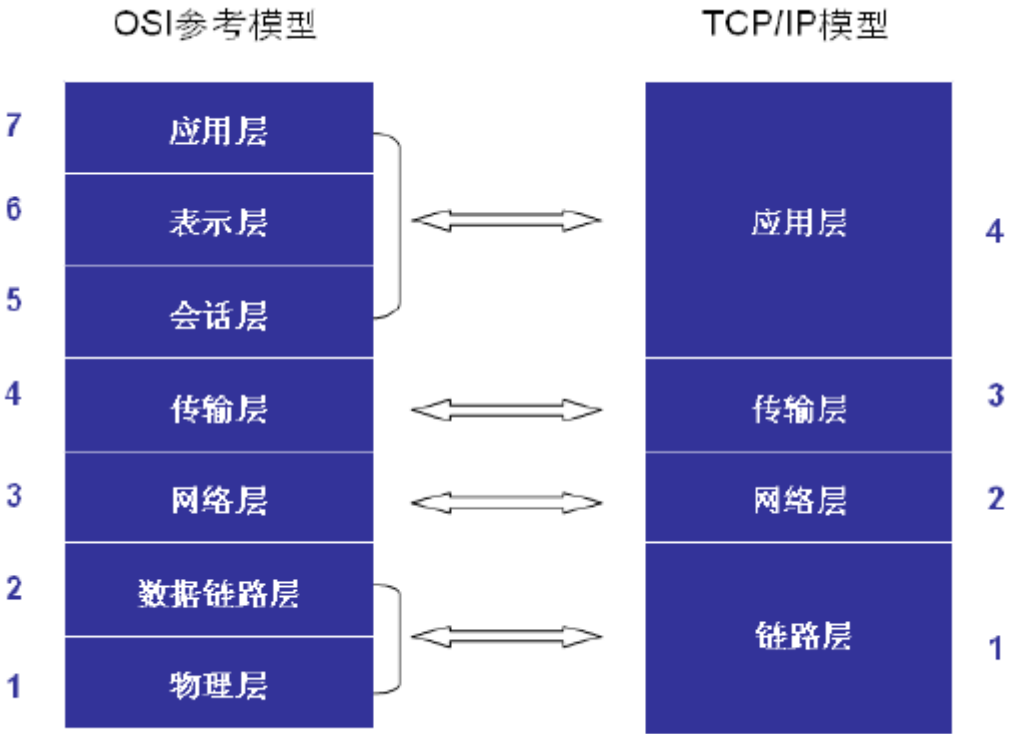 OSI参考模型
TCP/IP模型
7
应用层
6
表示层
5
会话层
4
传输层
3
网络层
2
数据链路层
1
物理层
应用层
4
传输层
3
网络层
2
链路层
1